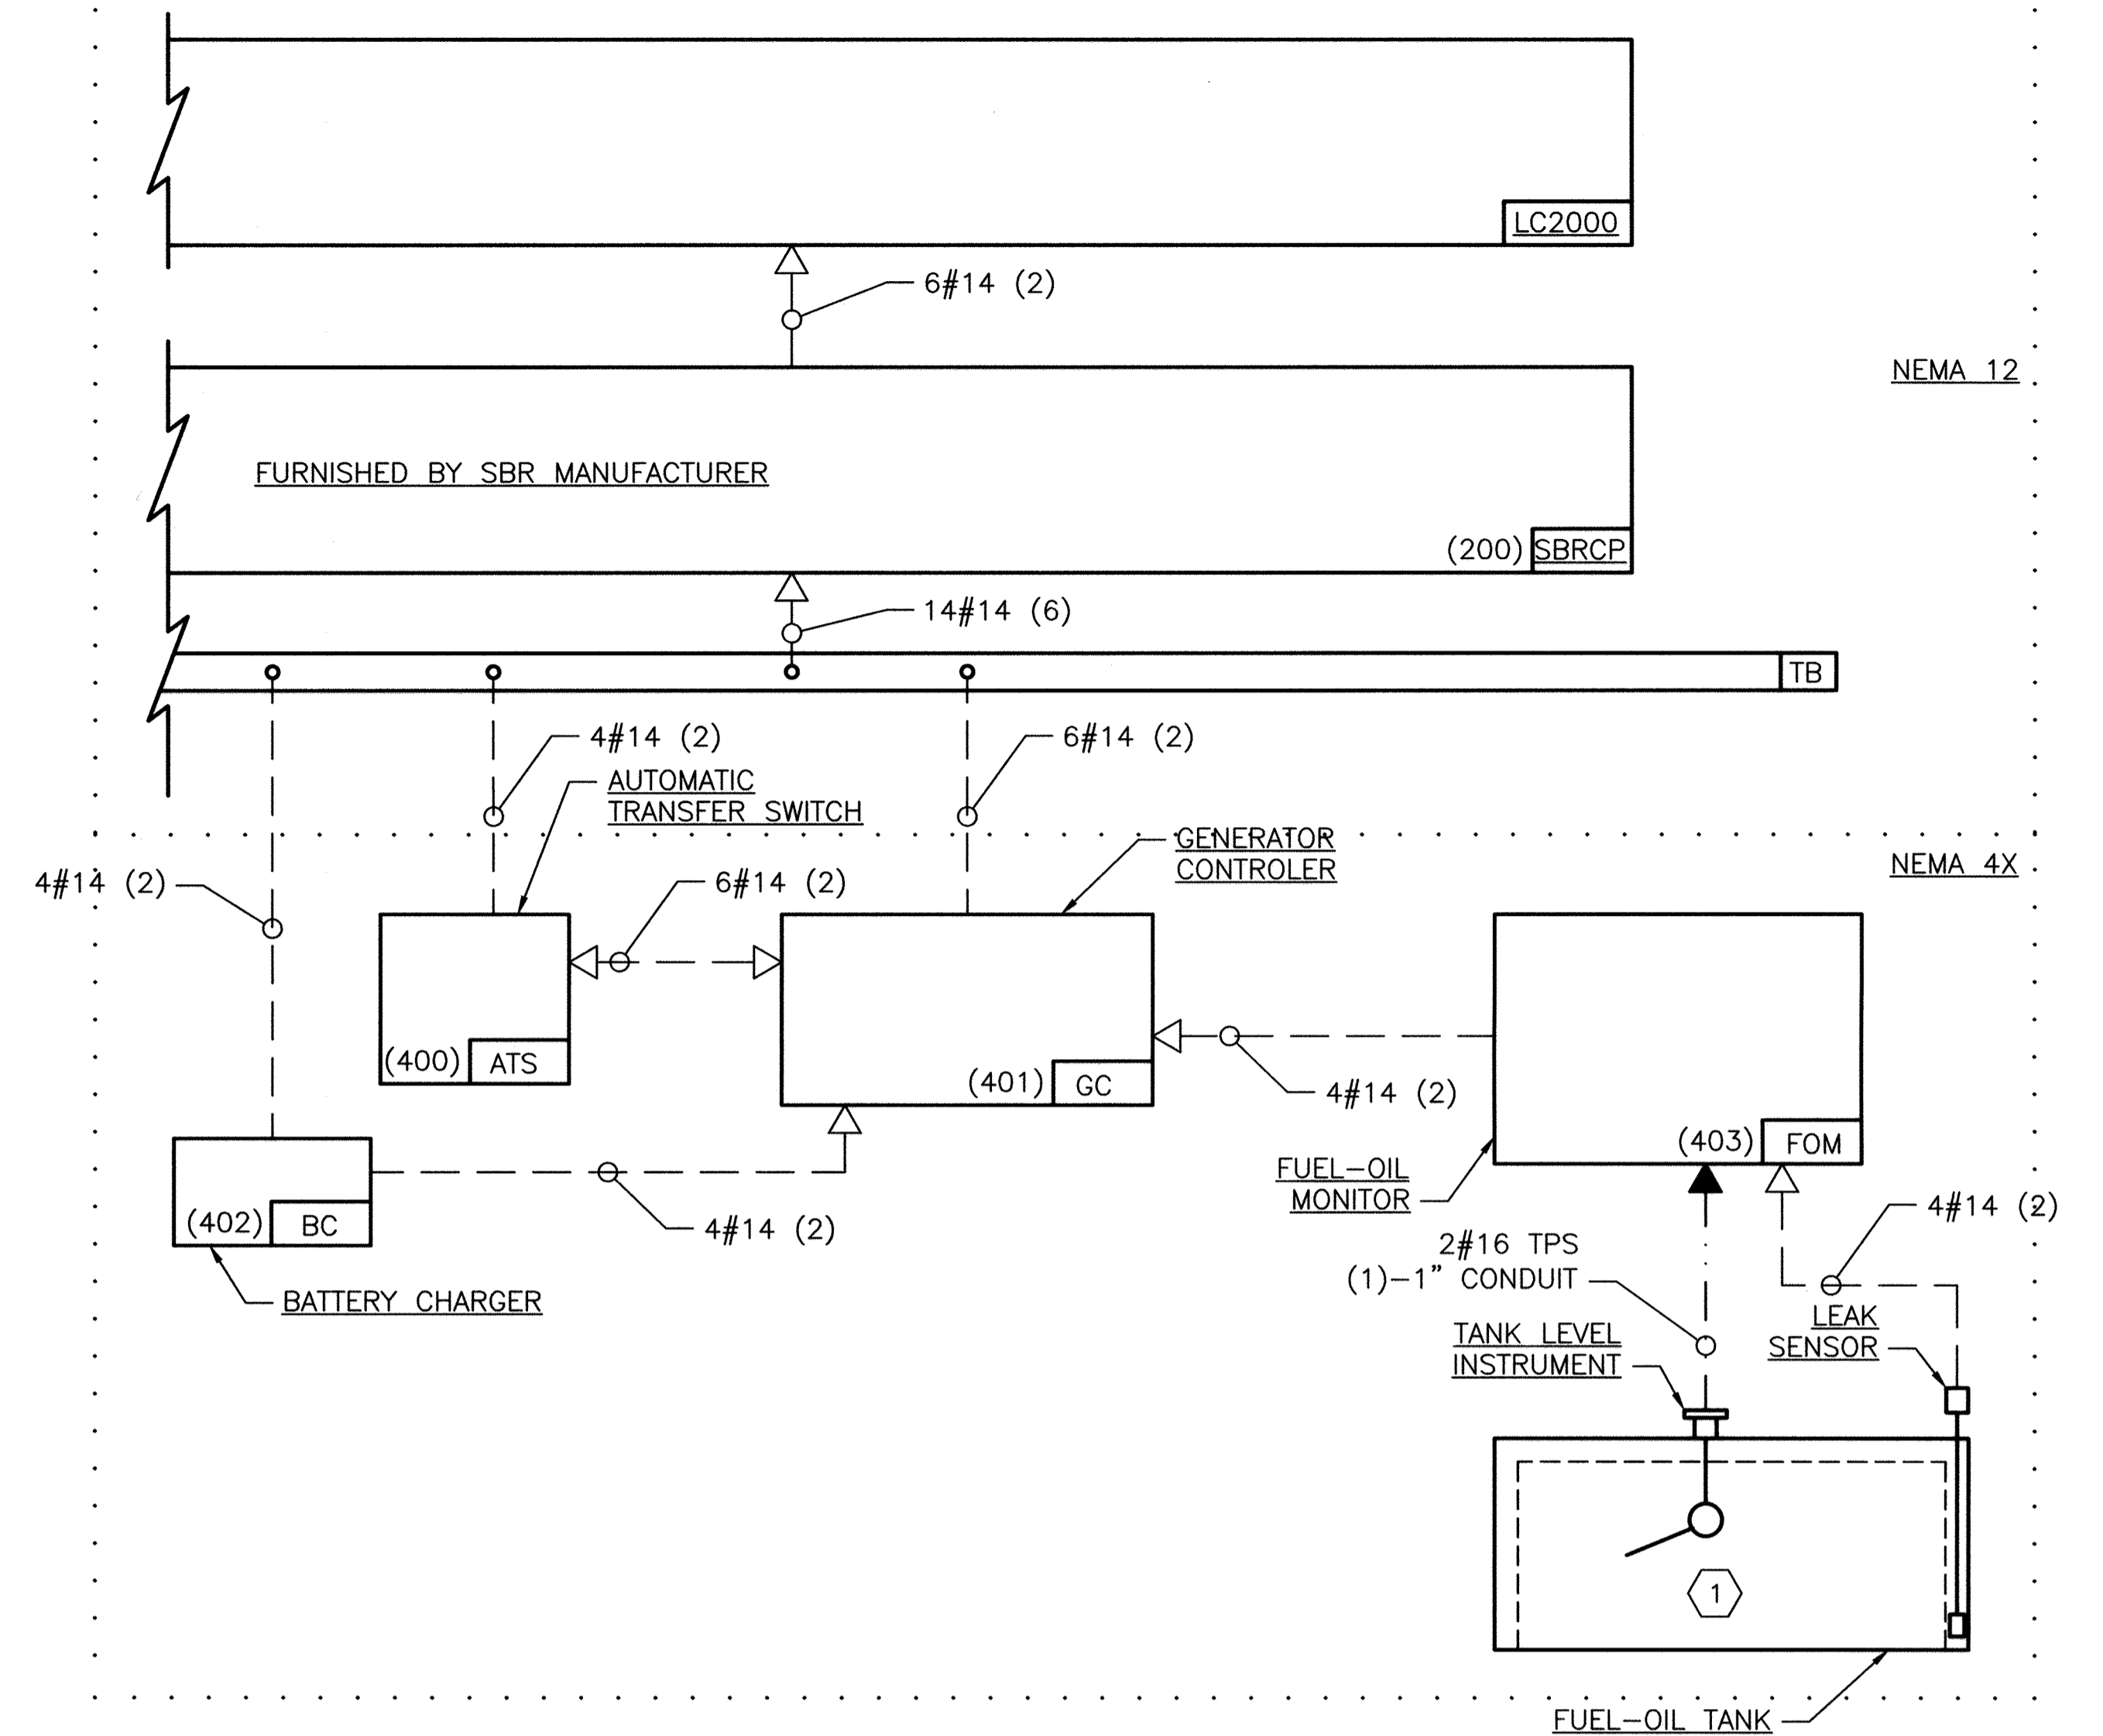 LC2000
6#14 (2)
NEMA 12
FURNISHED BY SBR MANUFACTURER
(200) SBRCP
14#14 (6)
TB
4#14 (2)
6#14 (2)
AUTOMATIC
TRANSFER SWITCH
GENERATOR
CONTROLER
NEMA 4X
4#14 (2)
6#14 (2)
(400) ATS
(401) GC
4#14 (2)
(403) FOM
FUEL-OIL
MONITOR
(402) BC
4#14 (2)
4#14 (2)
2#16 TPS
(1)-1" CONDUIT
BATTERY CHARGER
LEAK
SENSOR
TANK LEVEL
INSTRUMENT
1
FUEL-OIL TANK